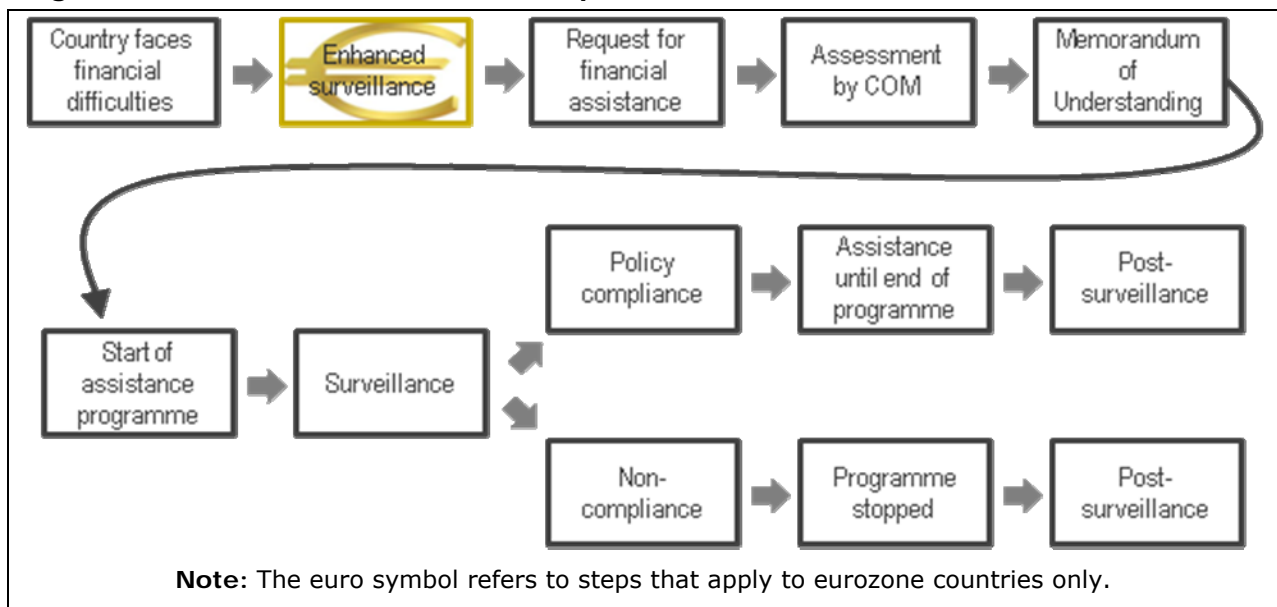 Country faces
financial
difficulties
Enhanced
surveillance
Request for
financial
assistance
Assessment
by COM
Memorandum
of
Understanding
Policy
compliance
Assistance
until end of
programme
Post-
surveillance
Start of
assistance
programme
Surveillance
Non-
compliance
Programme
stopped
Post-
surveillance
Note: The euro symbol refers to steps that apply to eurozone countries only.